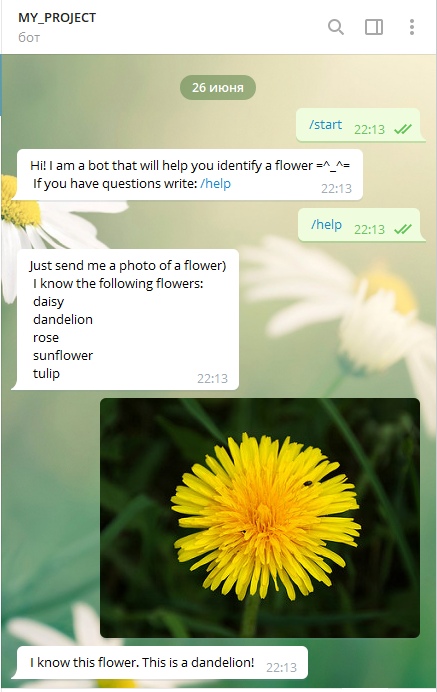 MY_PROJECT
бот
26 июня
/start 22:13
Hi! I am a bot that will help you identify a flower =^_^=
If you have questions write: /help 22:13
/help 22:13
Just send me a photo of a flower)
I know the following flowers:
daisy
dandelion
rose
sunflower
tulip 22:13
I know this flower. This is a dandelion! 22:13